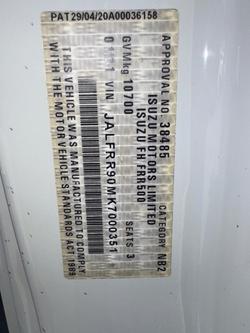 PAT29/04/20A00036158
APPROVAL NO. 38485 CATEGORY NB2
ISUZU MOTORS LIMITED
ISUZU FH FRR500
GVMkg 10700 SEATS 3
VIN JALFRR90MK7000351
THIS VEHICLE WAS MANUFACTURED TO COMPLY
WITH THE MOTOR VEHICLE STANDARDS ACT 1989